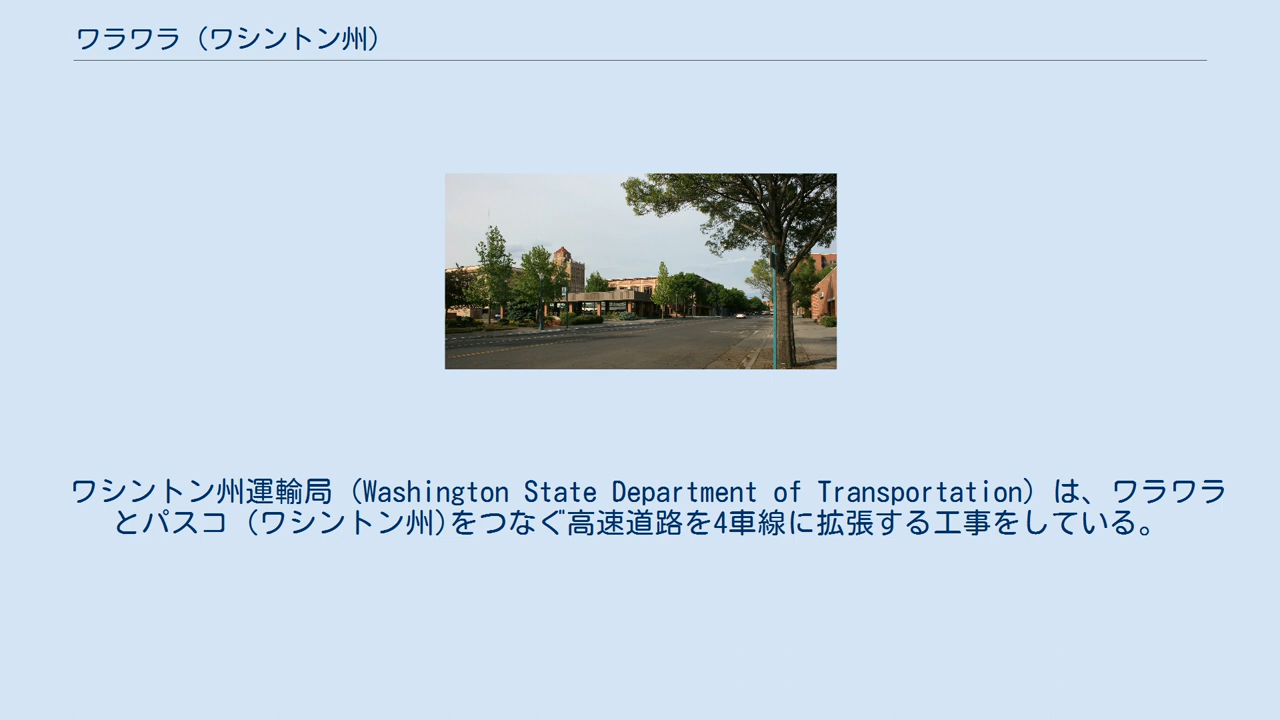 ワラワラ（ワシントン州）
ワシントン州運輸局 (Washington State Department of Transportation) は、ワラワラ
とパスコ (ワシントン州)をつなぐ高速道路を4車線に拡張する工事をしている。